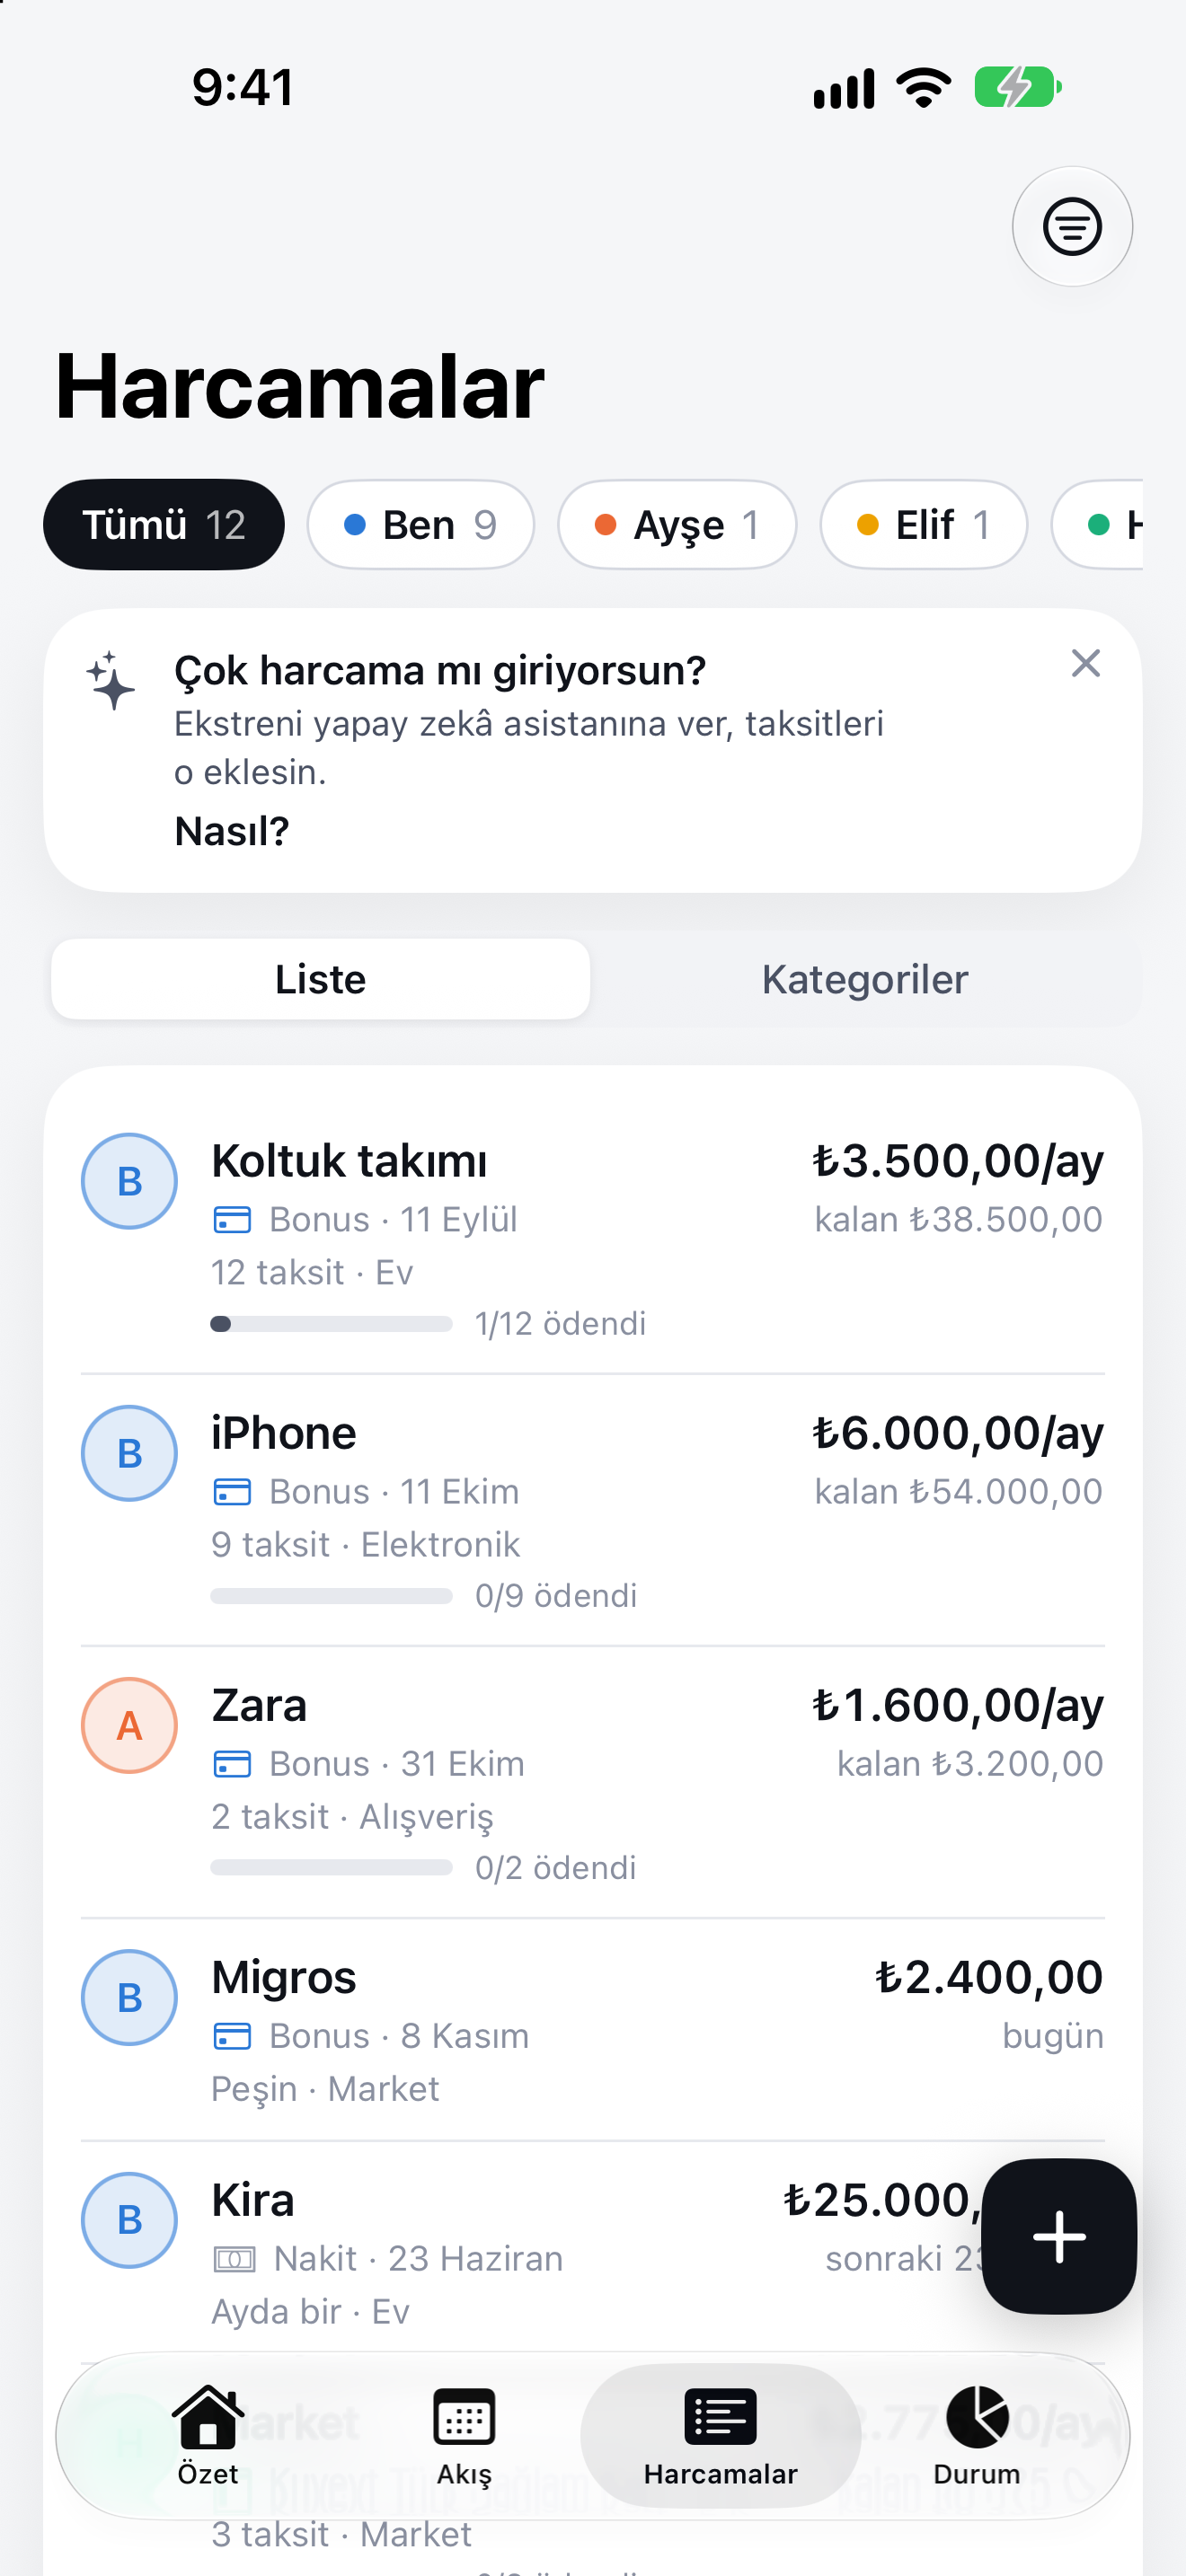 9:41
Harcamalar
Tümü 12
Ben 9
Ayşe 1
Elif 1
Çok harcama mı giriyorsun?
Ekstreni yapay zekâ asistanına ver, taksitleri
o eklesin.
Nasıl?
Liste
Kategoriler
B
Koltuk takımı
₺3.500,00/ay
Bonus · 11 Eylül
kalan ₺38.500,00
12 taksit · Ev
1/12 ödendi
B
iPhone
₺6.000,00/ay
Bonus · 11 Ekim
kalan ₺54.000,00
9 taksit · Elektronik
0/9 ödendi
A
Zara
₺1.600,00/ay
Bonus · 31 Ekim
kalan ₺3.200,00
2 taksit · Alışveriş
0/2 ödendi
B
Migros
₺2.400,00
Bonus · 8 Kasım
bugün
Peşin · Market
B
Kira
₺25.000,
Nakit · 23 Haziran
sonraki
Ayda bir · Ev
Market
Özet
Akış
Harcamalar
Durum
3 taksit · Market